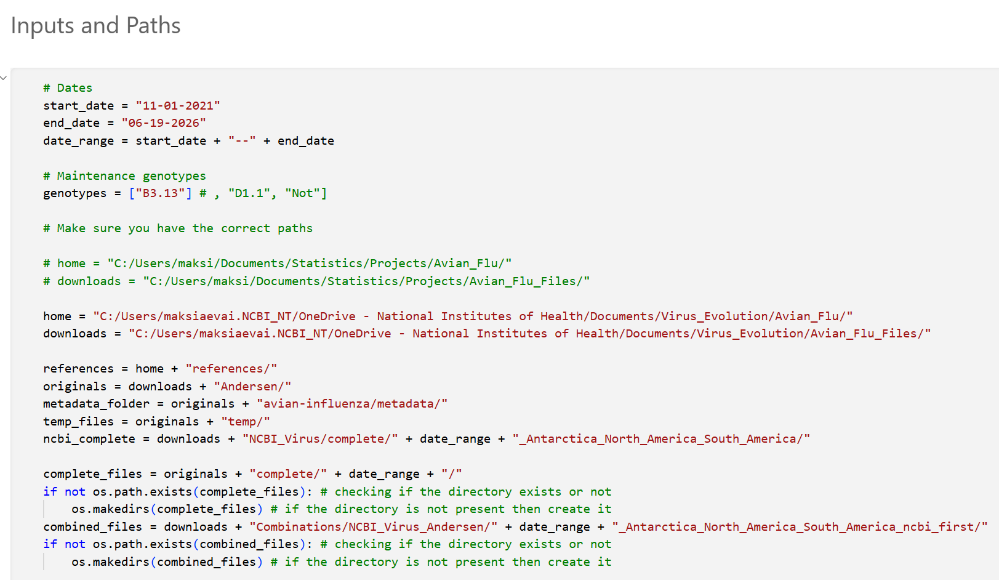 Inputs and Paths
# Dates
start_date = "11-01-2021"
end_date = "06-19-2026"
date_range = start_date + "--" + end_date
# Maintenance genotypes
genotypes = ["B3.13"] # , "D1.1", "Not"]
# Make sure you have the correct paths
# home = "C:/Users/maksi/Documents/Statistics/Projects/Avian_Flu/"
# downloads = "C:/Users/maksi/Documents/Statistics/Projects/Avian_Flu_Files/"
home = "C:/Users/maksiaevai.NCBI_NT/OneDrive - National Institutes of Health/Documents/Virus_Evolution/Avian_Flu/"
downloads = "C:/Users/maksiaevai.NCBI_NT/OneDrive - National Institutes of Health/Documents/Virus_Evolution/Avian_Flu_Files/"
references = home + "references/"
originals = downloads + "Andersen/"
metadata_folder = originals + "avian-influenza/metadata/"
temp_files = originals + "temp/"
ncbi_complete = downloads + "NCBI_Virus/complete/" + date_range + "_Antarctica_North_America_South_America/"
complete_files = originals + "complete/" + date_range + "/"
if not os.path.exists(complete_files): # checking if the directory exists or not
    os.makedirs(complete_files) # if the directory is not present then create it
combined_files = downloads + "Combinations/NCBI_Virus_Andersen/" + date_range + "_Antarctica_North_America_South_America_ncbi_first/"
if not os.path.exists(combined_files): # checking if the directory exists or not
    os.makedirs(combined_files) # if the directory is not present then create it